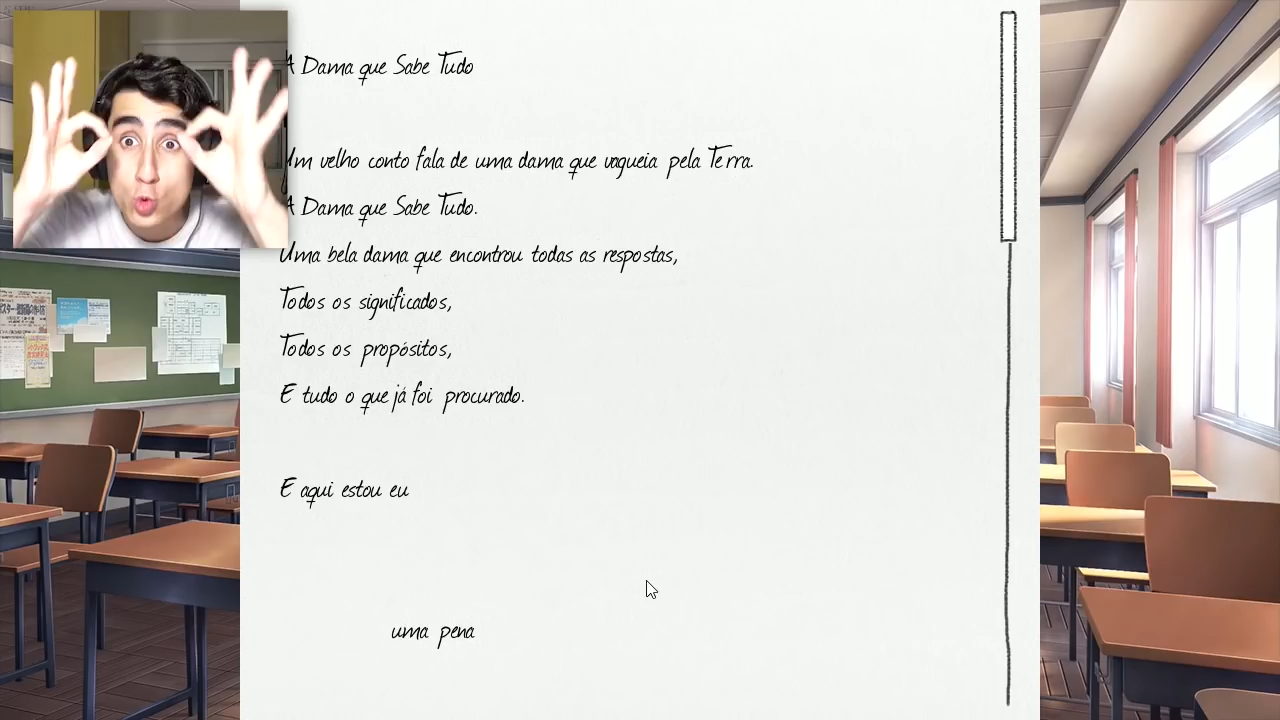 A Dama que Sabe Tudo
Um velho conto fala de uma dama que vagueia pela Terra.
A Dama que Sabe Tudo.
Uma bela dama que encontrou todas as respostas,
Todos os significados,
Todos os propósitos,
E tudo o que já foi procurado.
E aqui estou eu
uma pena